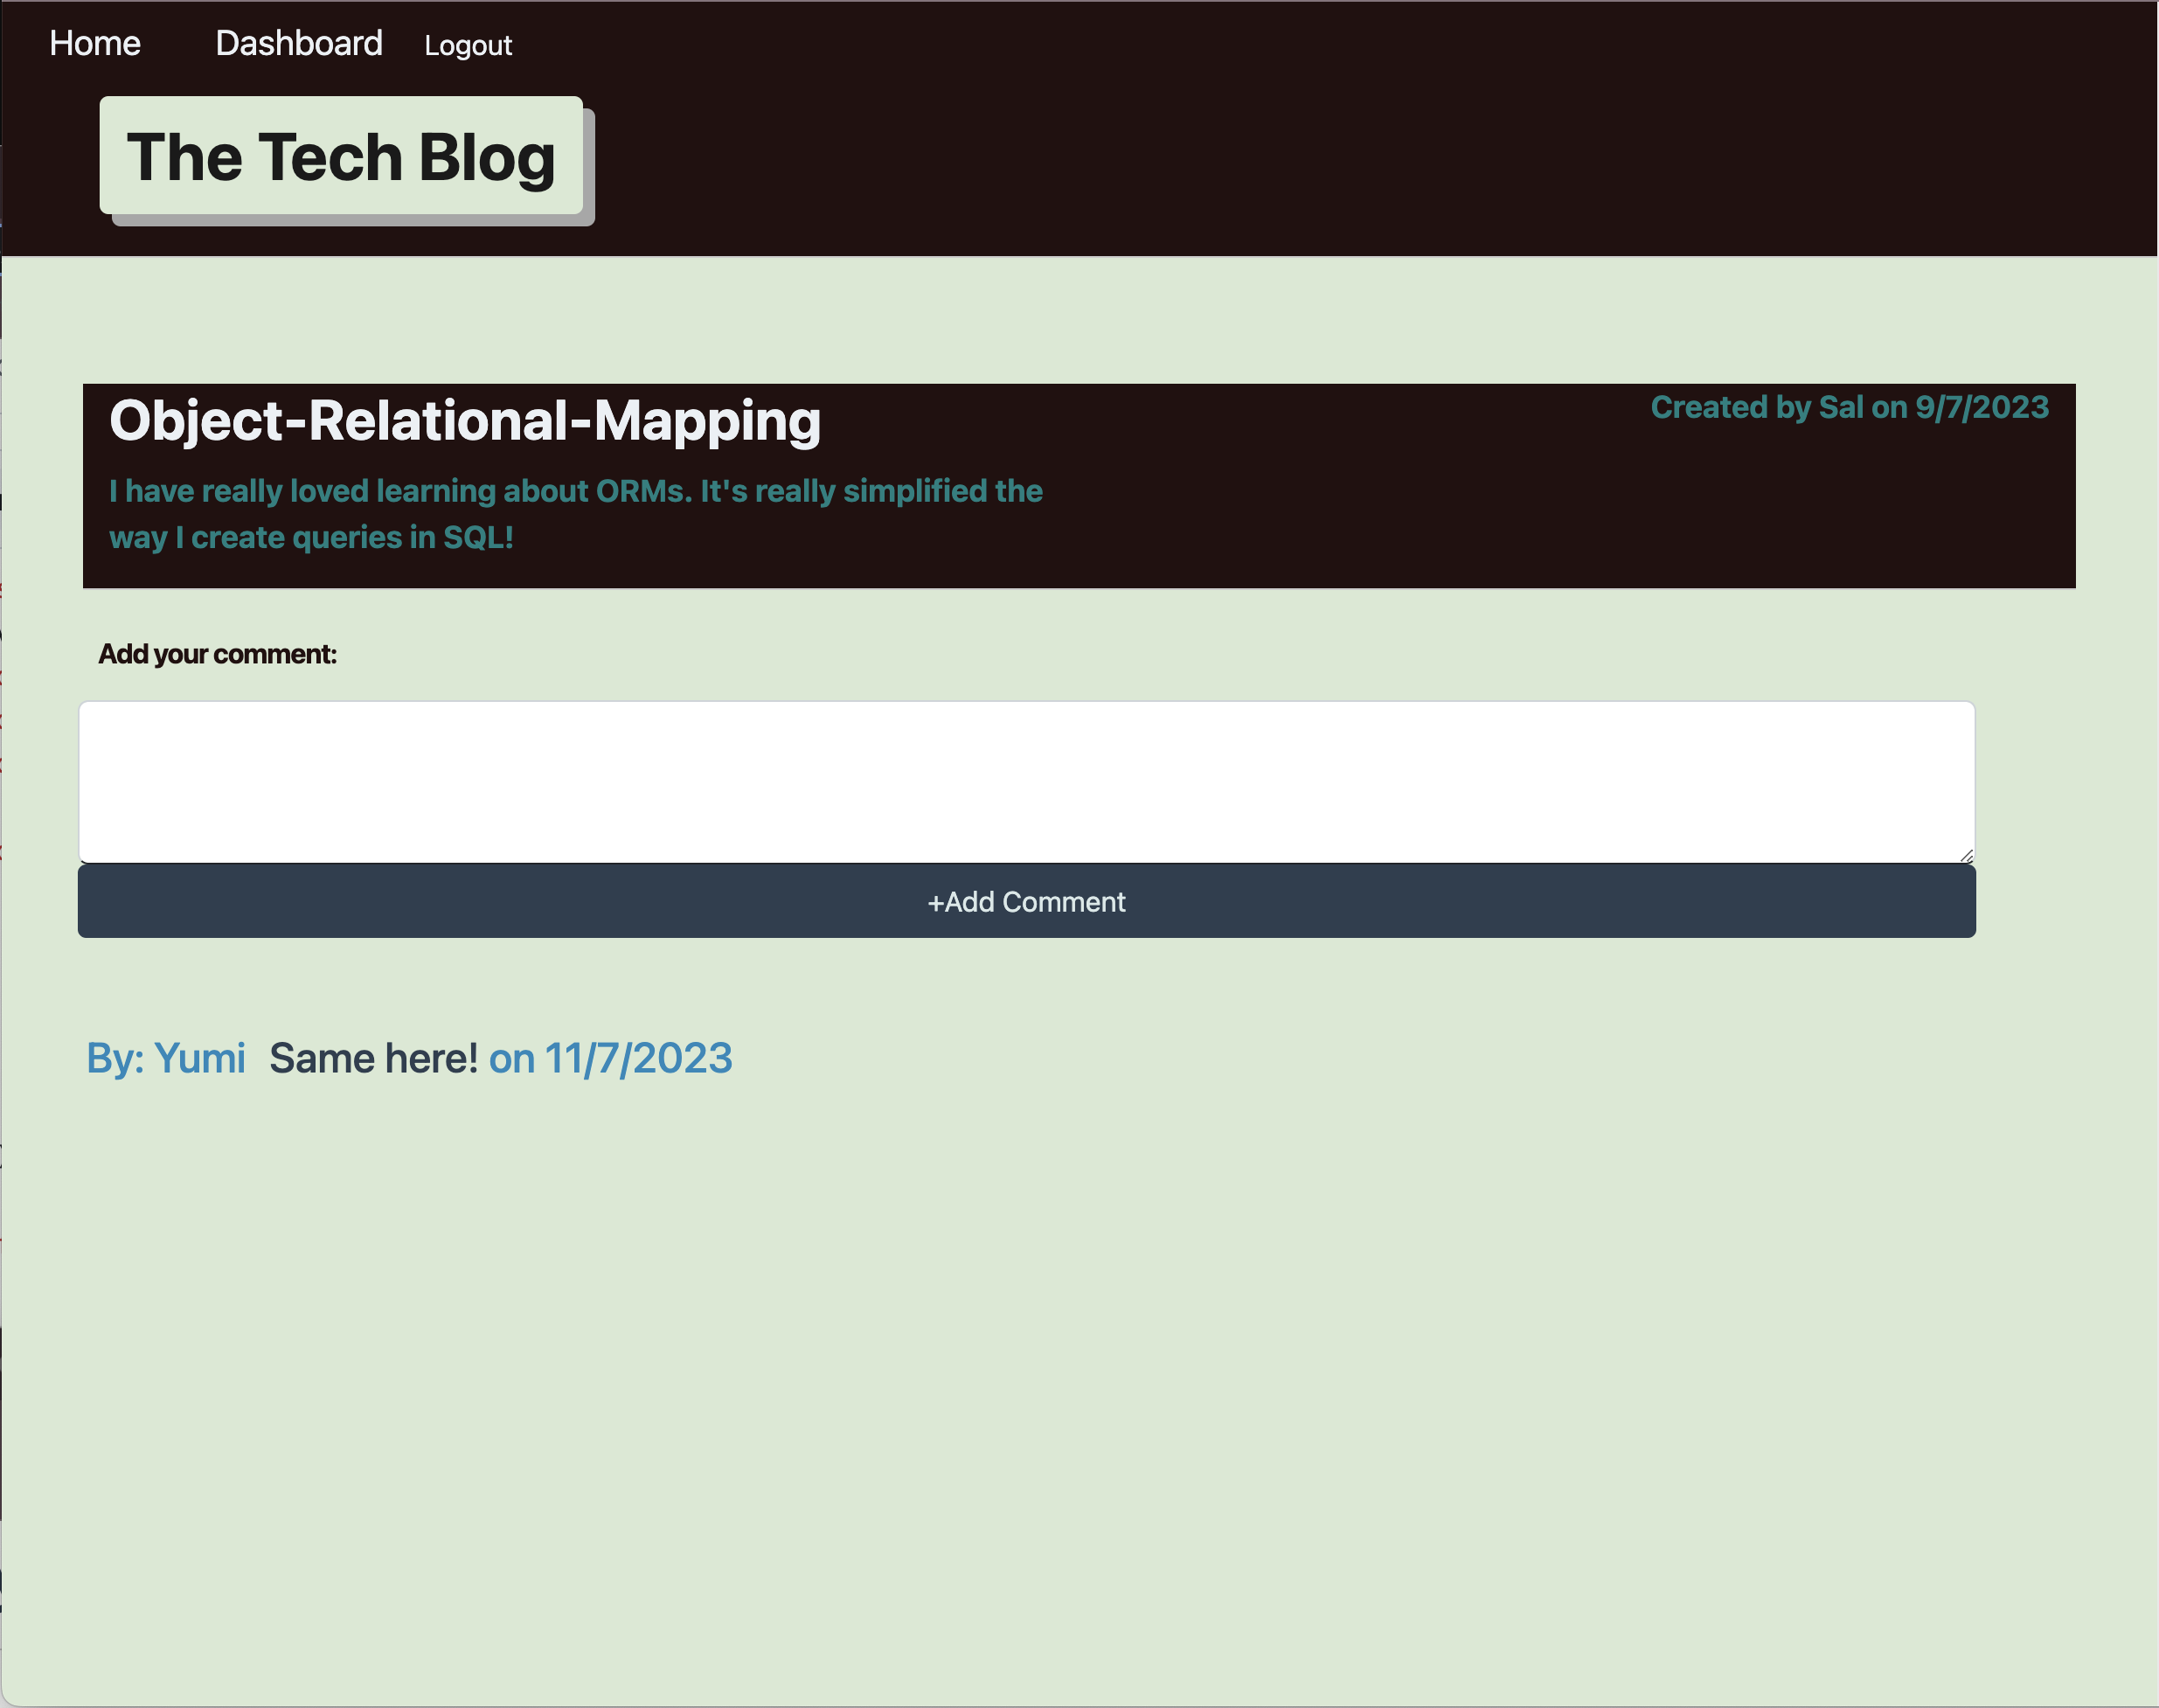 Home Dashboard Logout
The Tech Blog
Object-Relational-Mapping
Created by Sal on 9/7/2023
I have really loved learning about ORMs. It's really simplified the
way I create queries in SQL!
Add your comment:
+Add Comment
By: Yumi Same here! on 11/7/2023